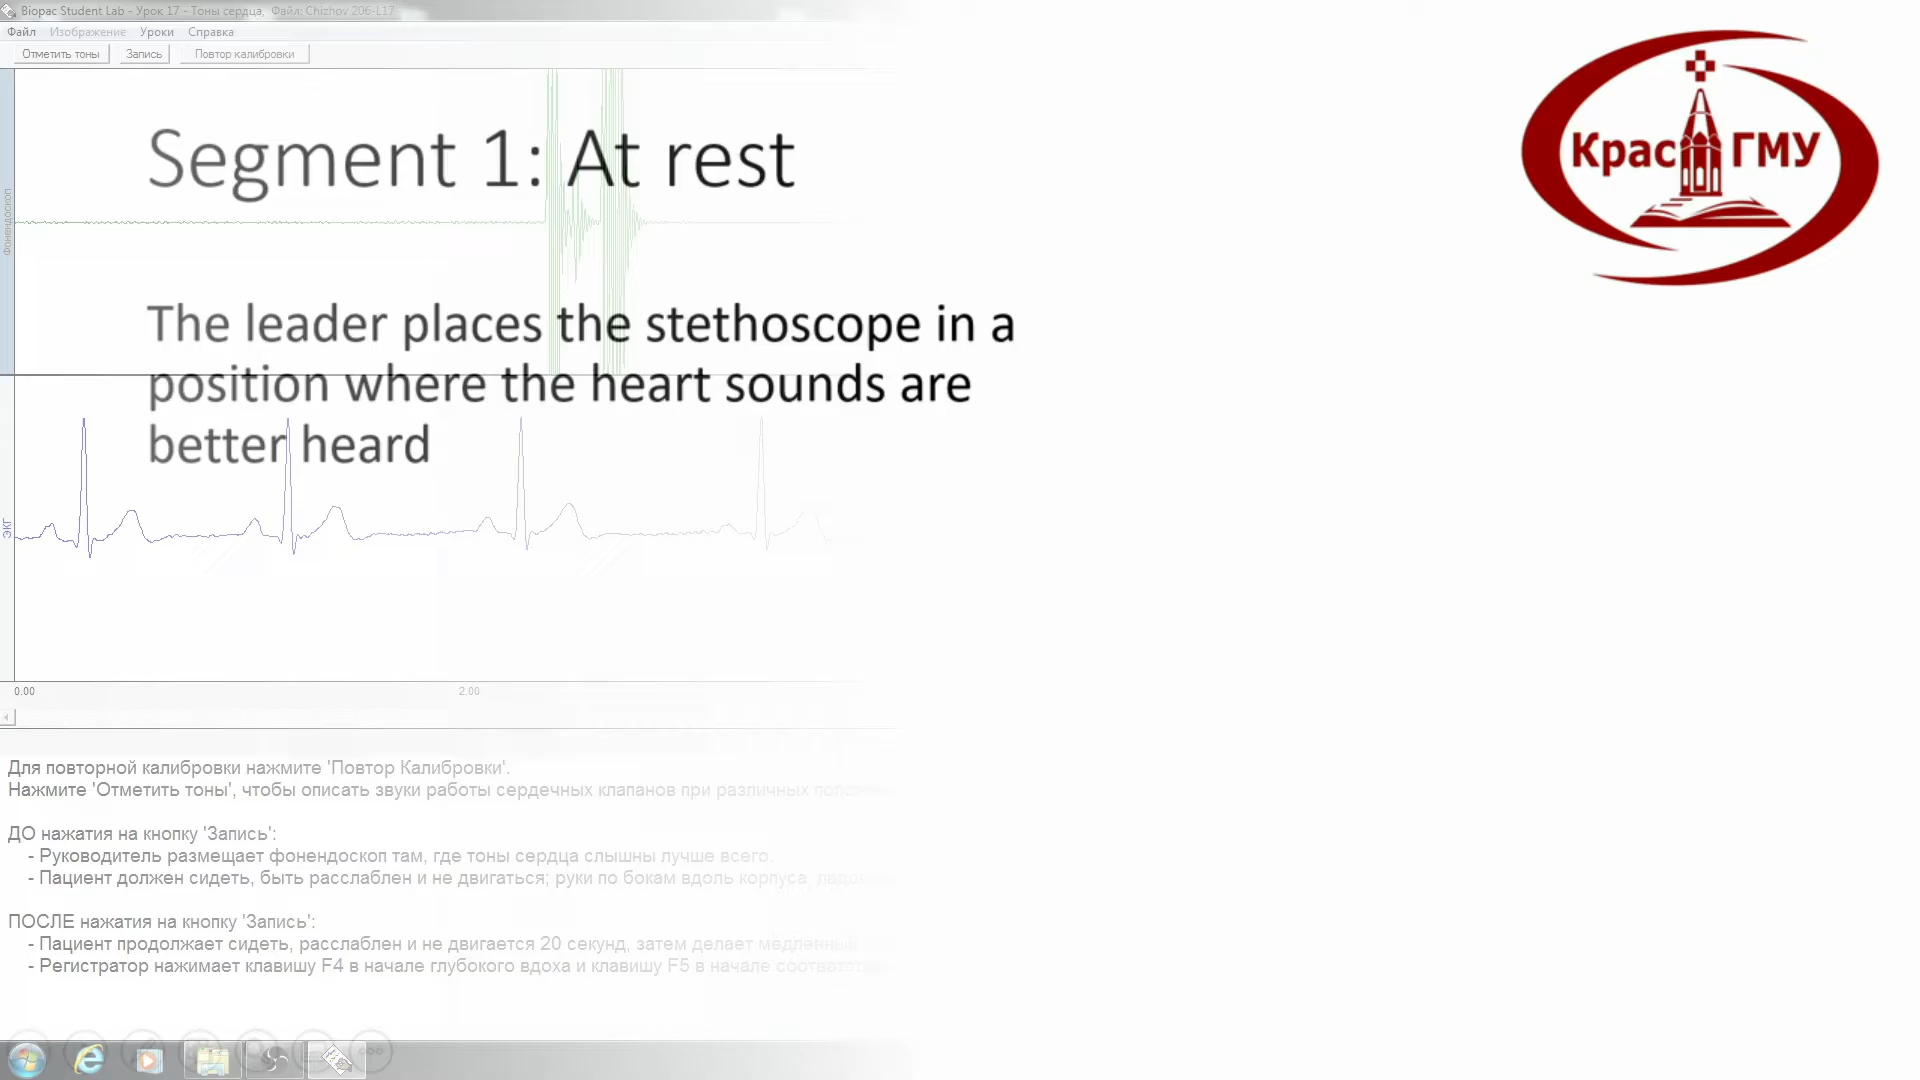 Biopac Student Lab - Урок 17 - Тоны сердца, Файл: Chizhov 206-L17
Файл Изображение Уроки Справка
Отметить тоны Запись Повтор калибровки
КрасГМУ
Segment 1: At rest
Фонендоскоп
The leader places the stethoscope in a
position where the heart sounds are
better heard
ЭКГ
0.00 2.00
Для повторной калибровки нажмите 'Повтор Калибровки'.
Нажмите 'Отметить тоны', чтобы описать звуки работы сердечных клапанов при различных
ДО нажатия на кнопку 'Запись':
- Руководитель размещает фонендоскоп там, где тоны сердца слышны лучше всего.
- Пациент должен сидеть, быть расслаблен и не двигаться; руки по бокам вдоль корпуса,
ПОСЛЕ нажатия на кнопку 'Запись':
- Пациент продолжает сидеть, расслаблен и не двигается 20 секунд, затем делает медленный
- Регистратор нажимает клавишу F4 в начале глубокого вдоха и клавишу F5 в начале